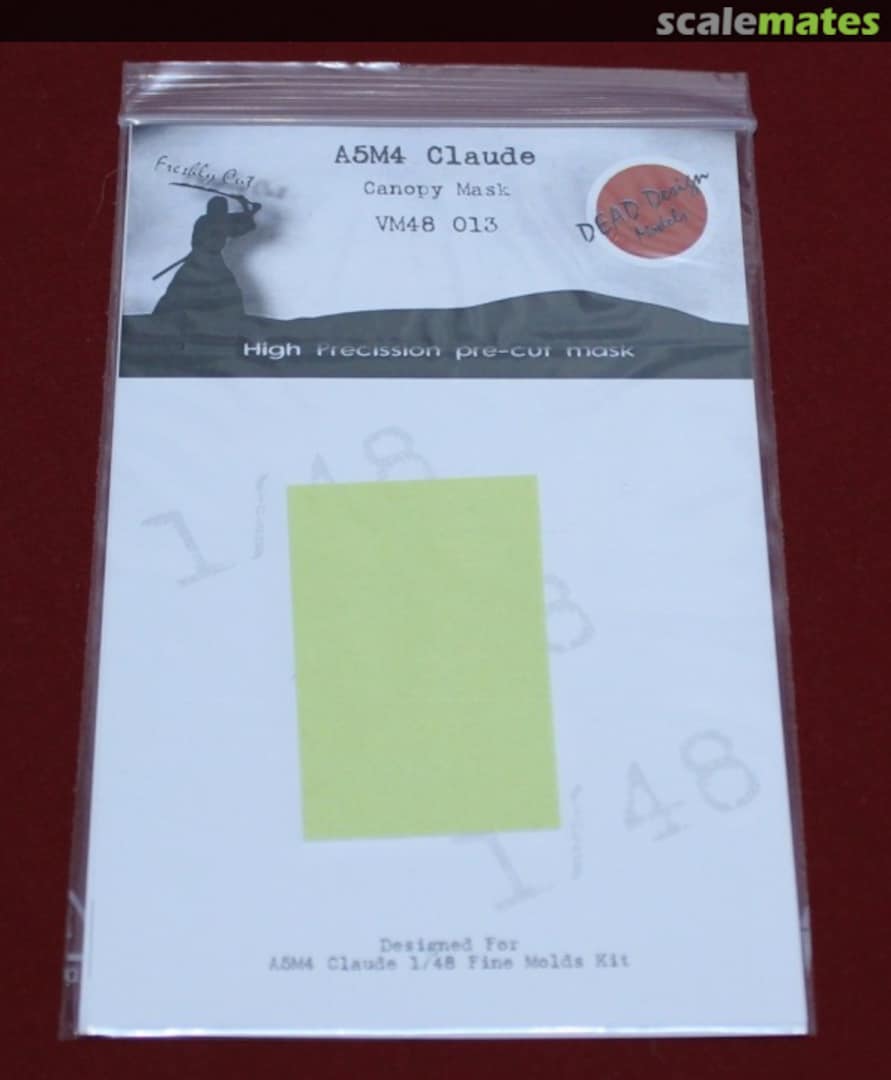 scalemates
A5M4 Claude
Freshly Cut
Canopy Mask
VM48 013
DEAD Design
Models
High Precission pre-cut mask
1/48
8
1/48
Designed For
A5M4 Claude 1/48 Fine Molds Kit